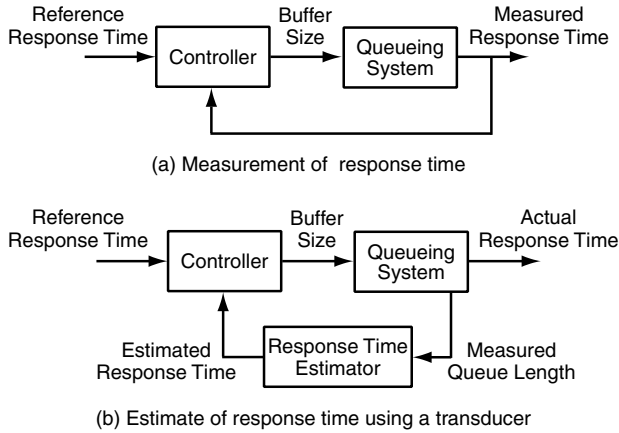 Reference
Response Time
Controller
Buffer
Size
Queueing
System
Measured
Response Time
(a) Measurement of response time
Reference
Response Time
Controller
Buffer
Size
Queueing
System
Actual
Response Time
Estimated
Response Time
Response Time
Estimator
Measured
Queue Length
(b) Estimate of response time using a transducer